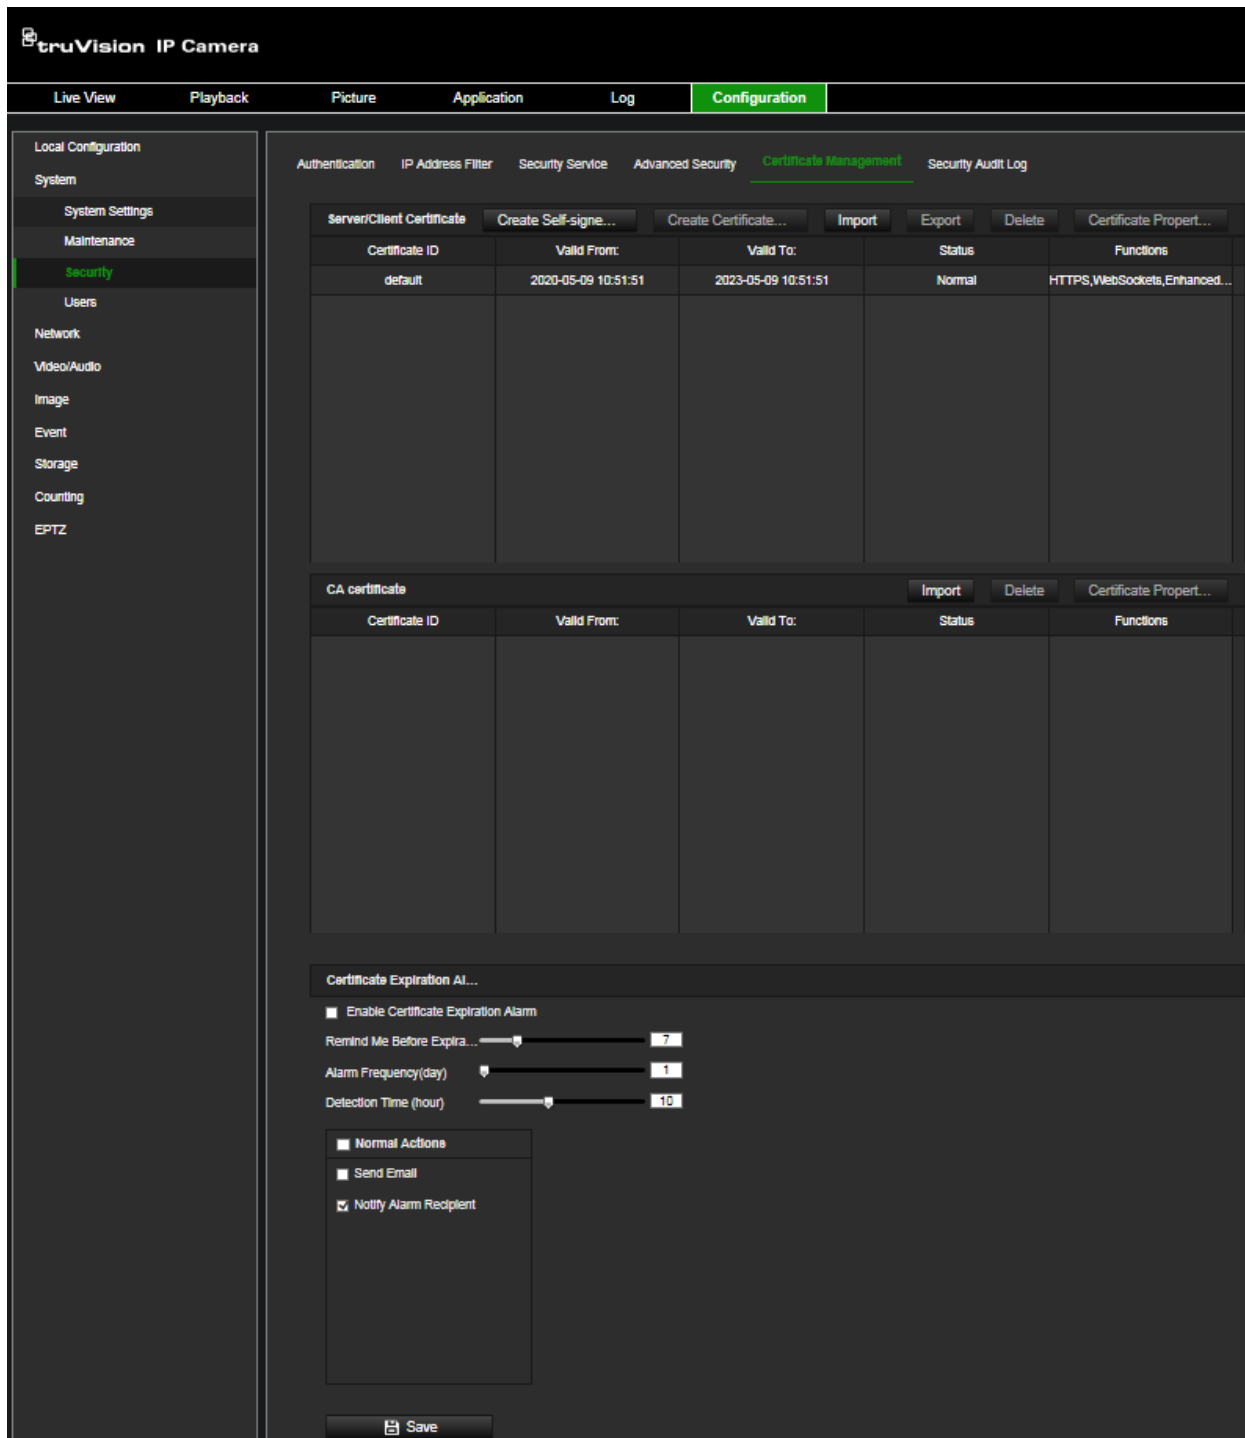 truVision IP Camera
Live View Playback Picture Application Log Configuration
Local Configuration
System
System Settings
Maintenance
Security
Users
Network
Video/Audio
Image
Event
Storage
Counting
EPTZ
Authentication IP Address Filter Security Service Advanced Security Certificate Management Security Audit Log
Server/Client Certificate Create Self-signe... Create Certificate... Import Export Delete Certificate Propert...
Certificate ID Valid From: Valid To: Status Functions
default 2020-05-09 10:51:51 2023-05-09 10:51:51 Normal HTTPS,WebSockets,Enhanced...
CA certificate Import Delete Certificate Propert...
Certificate ID Valid From: Valid To: Status Functions
Certificate Expiration Al...
Enable Certificate Expiration Alarm
Remind Me Before Expira... 7
Alarm Frequency(day) 1
Detection Time (hour) 10
Normal Actions
Send Email
Notify Alarm Recipient
Save